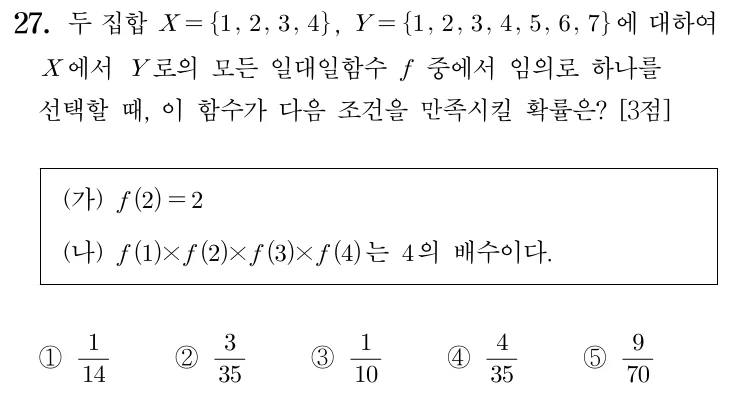 27. 두 집합 X={1, 2, 3, 4}, Y={1, 2, 3, 4, 5, 6, 7}에 대하여
X에서 Y로의 모든 일대일함수 f 중에서 임의로 하나를
선택할 때, 이 함수가 다음 조건을 만족시킬 확률은? [3점]
(가) f(2)=2
(나) f(1)×f(2)×f(3)×f(4)는 4의 배수이다.
① 1/14 ② 3/35 ③ 1/10 ④ 4/35 ⑤ 9/70